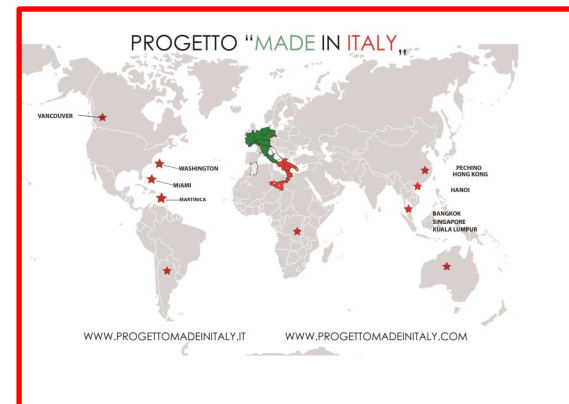 PROGETTO “MADE IN ITALY„
VANCOUVER
WASHINGTON
MIAMI
MARTINICA
PECHINO
HONG KONG
HANOI
BANGKOK
SINGAPORE
KUALA LUMPUR
WWW.PROGETTOMADEINITALY.IT
WWW.PROGETTOMADEINITALY.COM